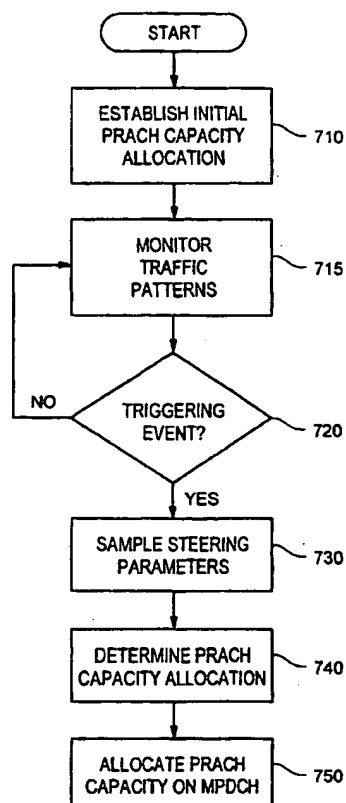 START
ESTABLISH INITIAL
PRACH CAPACITY
ALLOCATION
710
MONITOR
TRAFFIC
PATTERNS
715
NO
TRIGGERING
EVENT?
720
YES
SAMPLE STEERING
PARAMETERS
730
DETERMINE PRACH
CAPACITY ALLOCATION
740
ALLOCATE PRACH
CAPACITY ON MPDCH
750